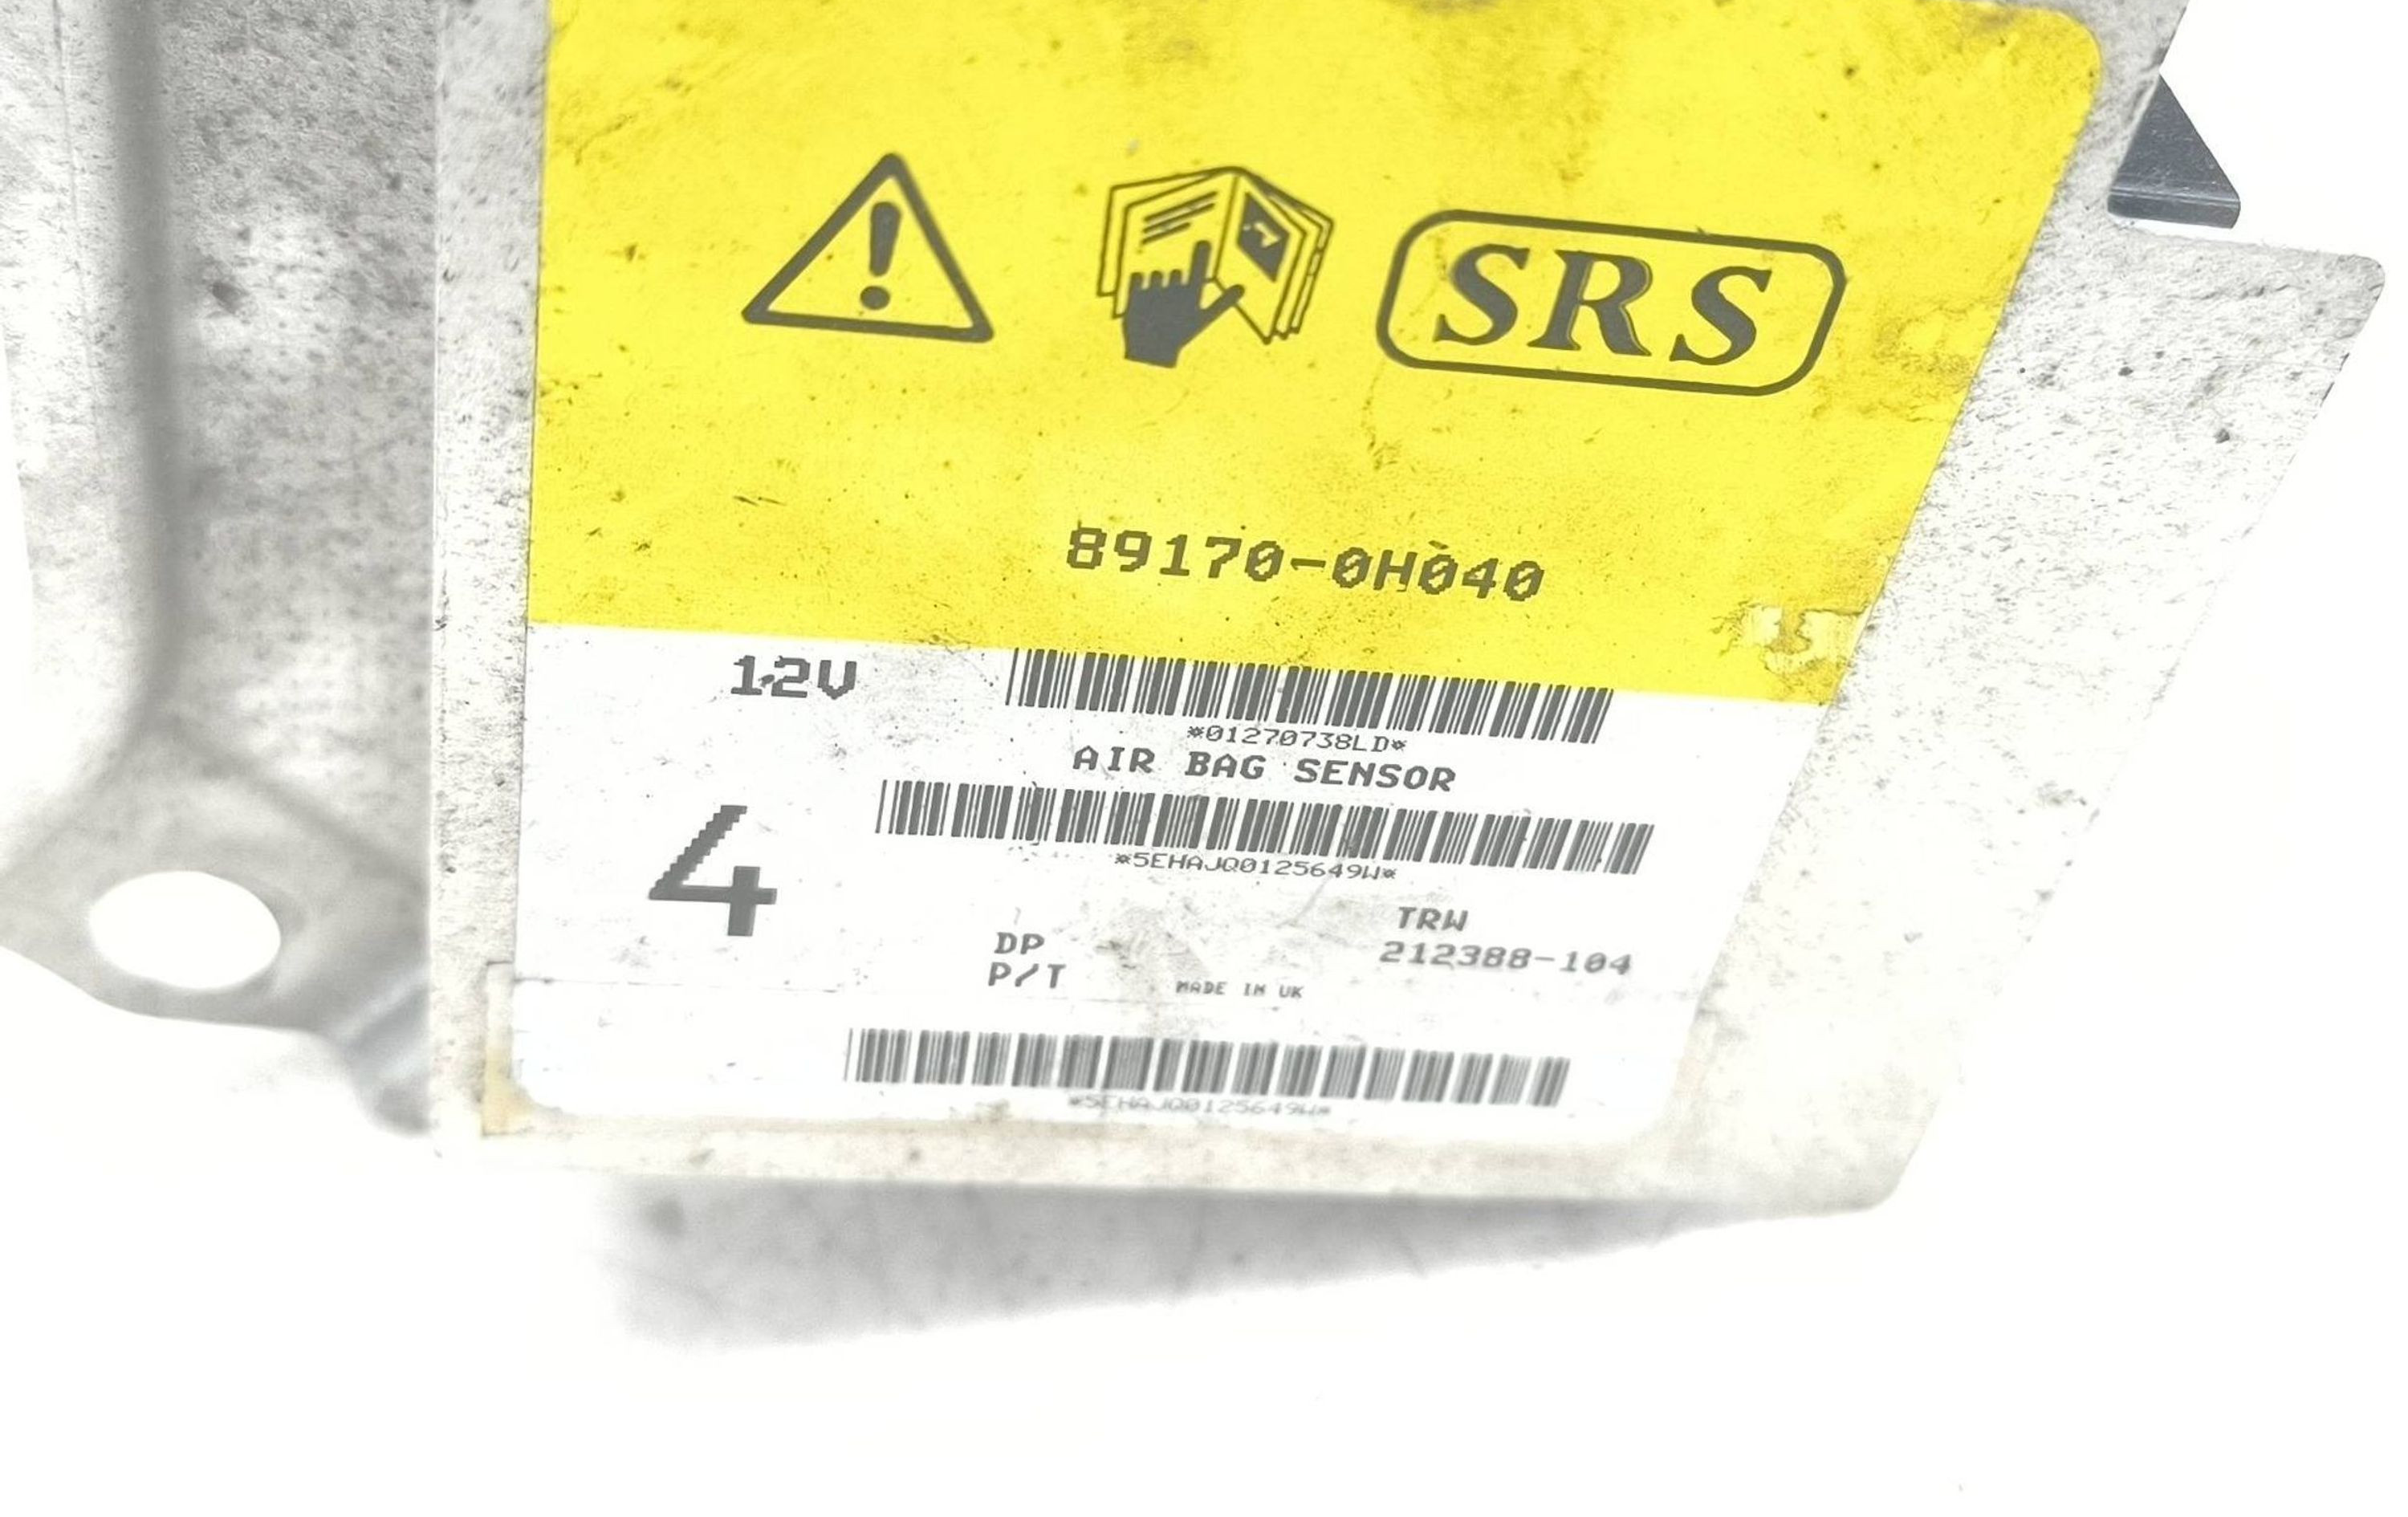 SRS
89170-0H040
12V
*01270738LD*
AIR BAG SENSOR
*5EHAJQ0125649W*
4
TRW
DP
212388-104
P/T
MADE IN UK
*5EHAJQ0125649W*